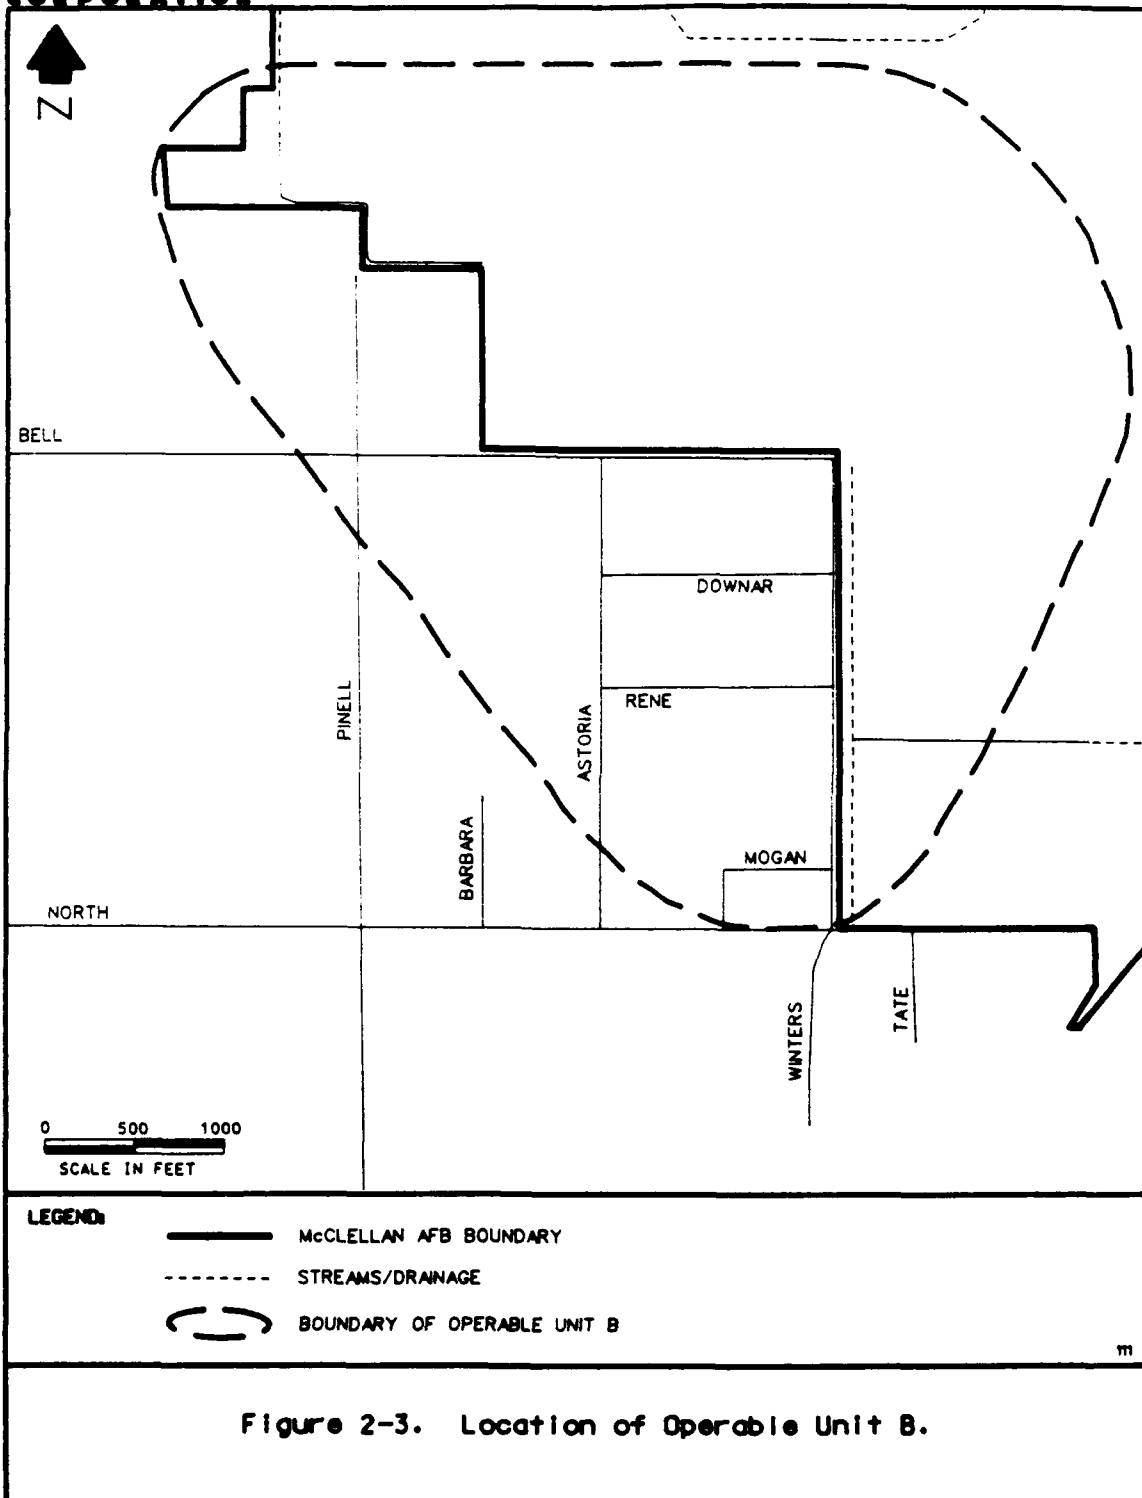 CORPORATION
Z
BELL
DOWNAR
RENE
PINELL
ASTORIA
BARBARA
MOGAN
NORTH
WINTERS
TATE
0 500 1000
SCALE IN FEET
LEGEND:
McCLELLAN AFB BOUNDARY
STREAMS/DRAINAGE
BOUNDARY OF OPERABLE UNIT B
m
Figure 2-3. Location of Operable Unit B.